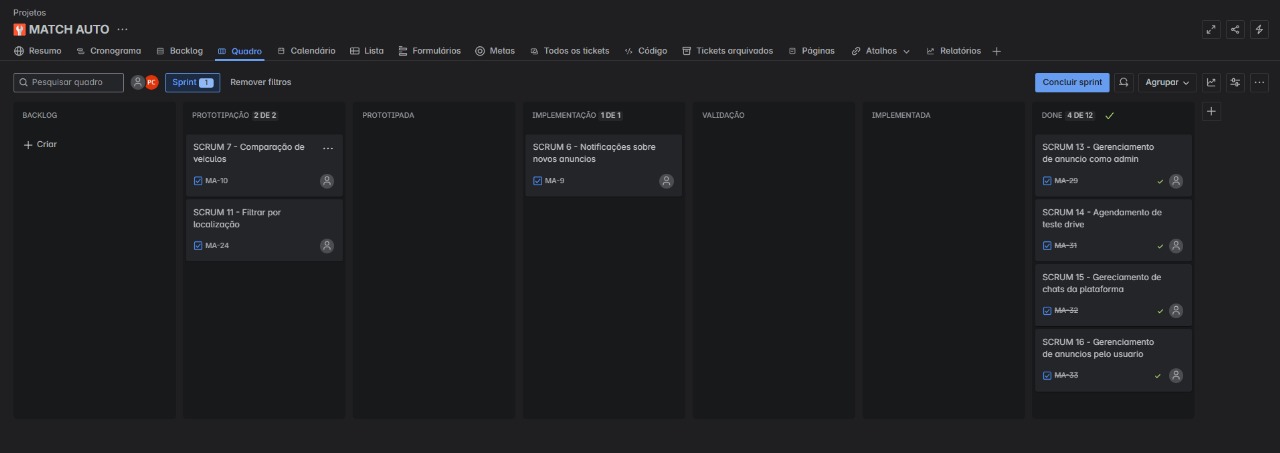 Projetos
MATCH AUTO
Resumo Cronograma Backlog Quadro Calendário Lista Formulários Metas Todos os tickets Código Tickets arquivados Páginas Atalhos Relatórios
Pesquisar quadro PC Sprint 1 Remover filtros Concluir sprint Agrupar
BACKLOG
Criar
PROTOTIPAÇÃO 2 DE 2
SCRUM 7 - Comparação de
veiculos
MA-10
SCRUM 11 - Filtrar por
localização
MA-24
PROTOTIPADA
IMPLEMENTAÇÃO 1 DE 1
SCRUM 6 - Notificações sobre
novos anuncios
MA-9
VALIDAÇÃO
IMPLEMENTADA
DONE 4 DE 12
SCRUM 13 - Gerenciamento
de anuncio como admin
MA-29
SCRUM 14 - Agendamento de
teste drive
MA-31
SCRUM 15 - Gereciamento de
chats da plataforma
MA-32
SCRUM 16 - Gerenciamento
de anuncios pelo usuario
MA-33